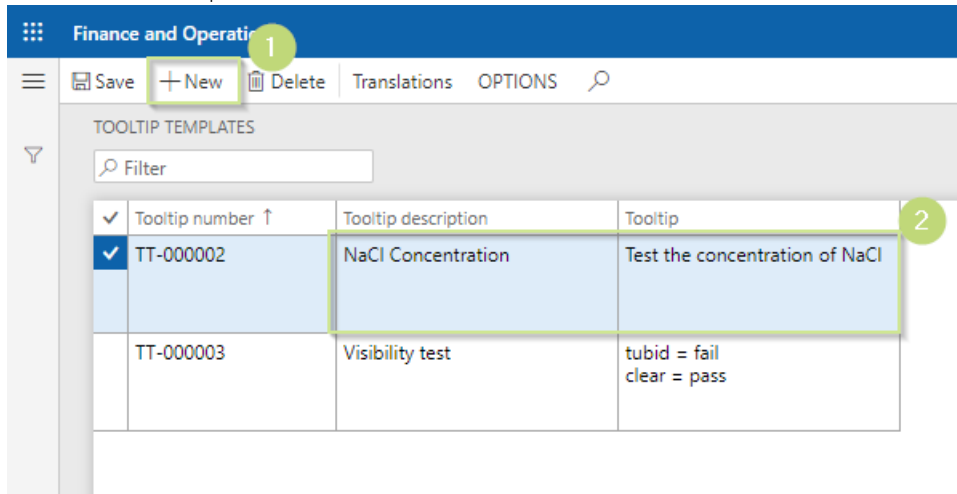 Finance and Operatio
1
Save + New Delete Translations OPTIONS
TOOLTIP TEMPLATES
Filter
Tooltip number ↑ Tooltip description Tooltip
2
TT-000002 NaCl Concentration Test the concentration of NaCl
TT-000003 Visibility test tubid = fail
clear = pass